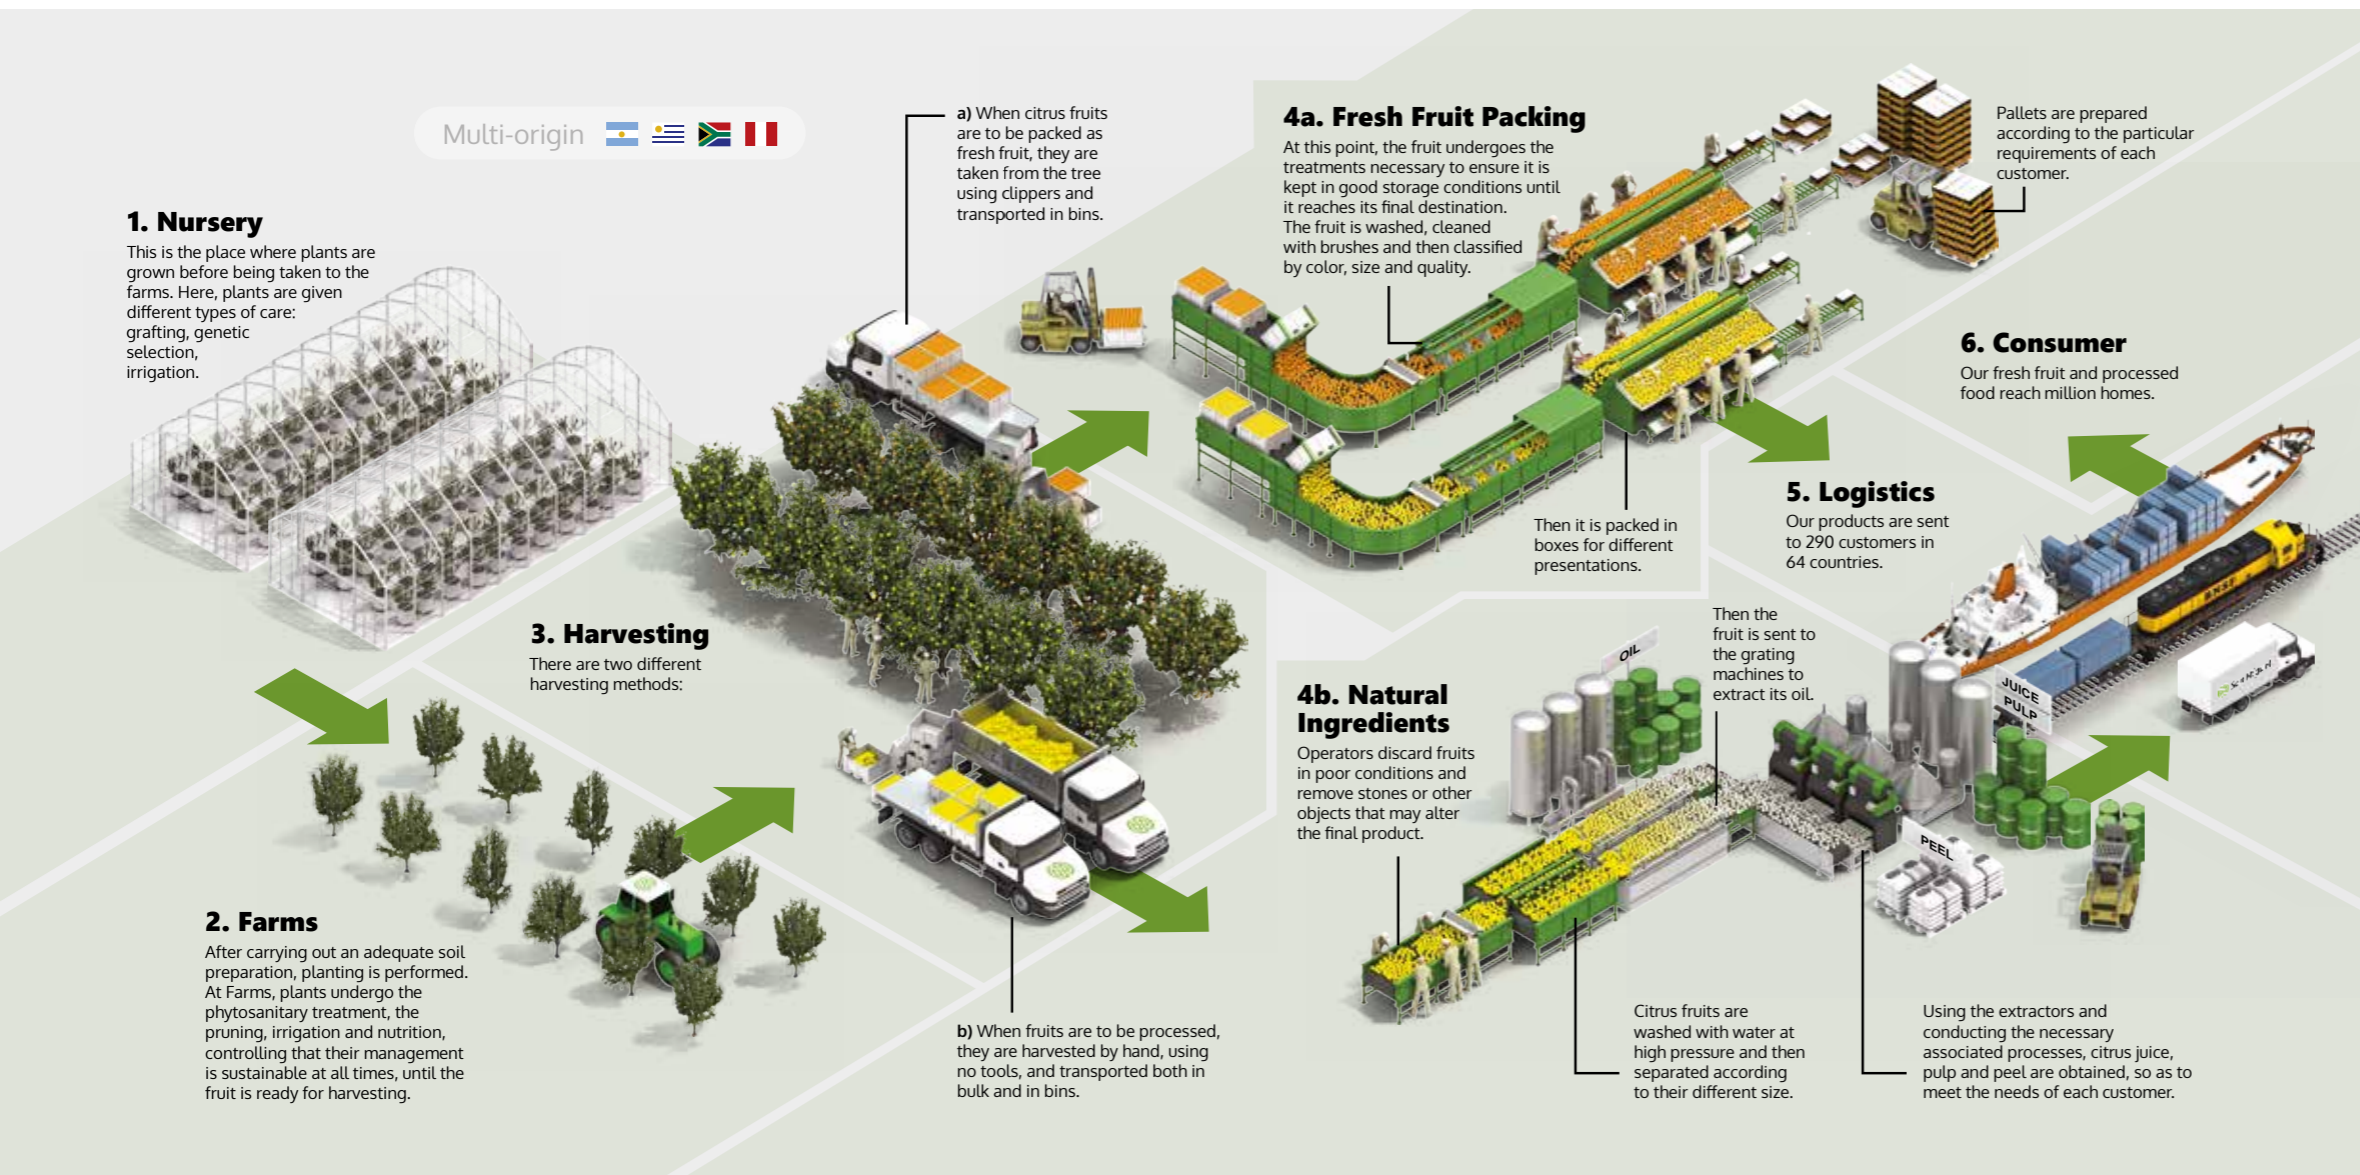 Multi-origin
1. Nursery
This is the place where plants are
grown before being taken to the
farms. Here, plants are given
different types of care:
grafting, genetic
selection,
irrigation.
2. Farms
After carrying out an adequate soil
preparation, planting is performed.
At Farms, plants undergo the
phytosanitary treatment, the
pruning, irrigation and nutrition,
controlling that their management
is sustainable at all times, until the
fruit is ready for harvesting.
3. Harvesting
There are two different
harvesting methods:
a) When citrus fruits
are to be packed as
fresh fruit, they are
taken from the tree
using clippers and
transported in bins.
b) When fruits are to be processed,
they are harvested by hand, using
no tools, and transported both in
bulk and in bins.
4a. Fresh Fruit Packing
At this point, the fruit undergoes the
treatments necessary to ensure it is
kept in good storage conditions until
it reaches its final destination.
The fruit is washed, cleaned
with brushes and then classified
by color, size and quality.
Then it is packed in
boxes for different
presentations.
Pallets are prepared
according to the particular
requirements of each
customer.
4b. Natural
Ingredients
Operators discard fruits
in poor conditions and
remove stones or other
objects that may alter
the final product.
Citrus fruits are
washed with water at
high pressure and then
separated according
to their different size.
Then the
fruit is sent to
the grating
machines to
extract its oil.
OIL
Using the extractors and
conducting the necessary
associated processes, citrus juice,
pulp and peel are obtained, so as to
meet the needs of each customer.
JUICE
PULP
PEEL
5. Logistics
Our products are sent
to 290 customers in
64 countries.
BNSF
6. Consumer
Our fresh fruit and processed
food reach million homes.